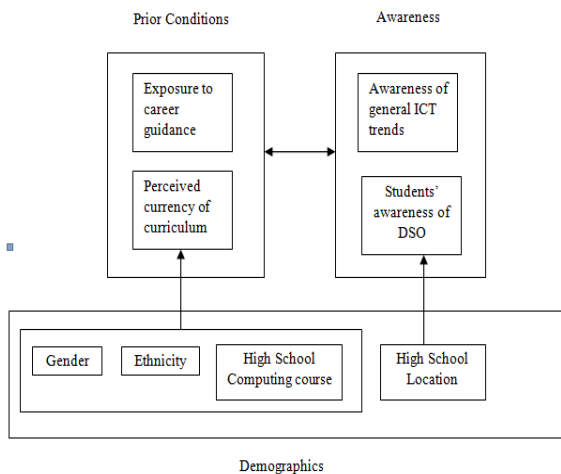 Prior Conditions
Awareness
Exposure to
career
guidance
Awareness of
general ICT
trends
Perceived
currency of
curriculum
Students'
awareness of
DSO
Gender
Ethnicity
High School
Computing course
High School
Location
Demographics